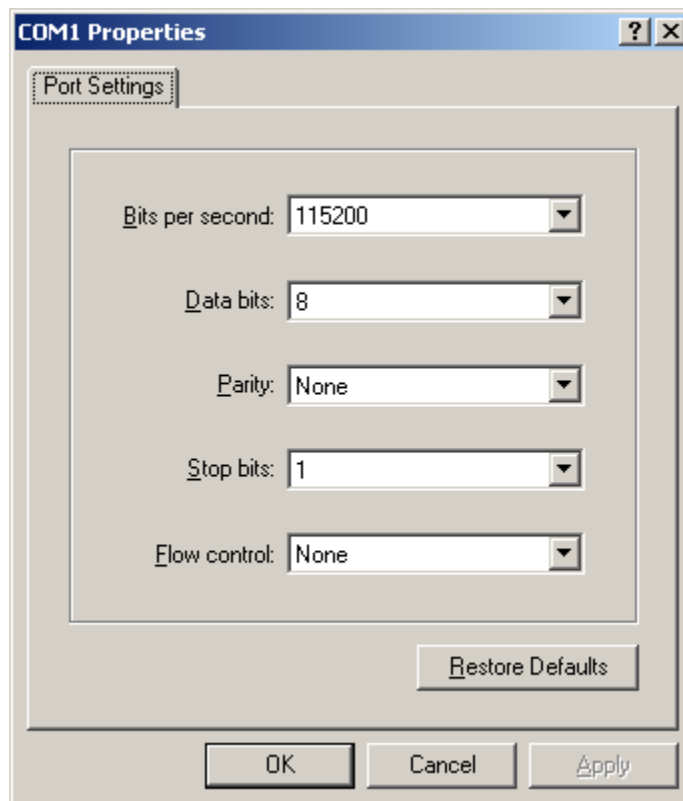 COM1 Properties
Port Settings
Bits per second: 115200
Data bits: 8
Parity: None
Stop bits: 1
Flow control: None
Restore Defaults
OK Cancel Apply